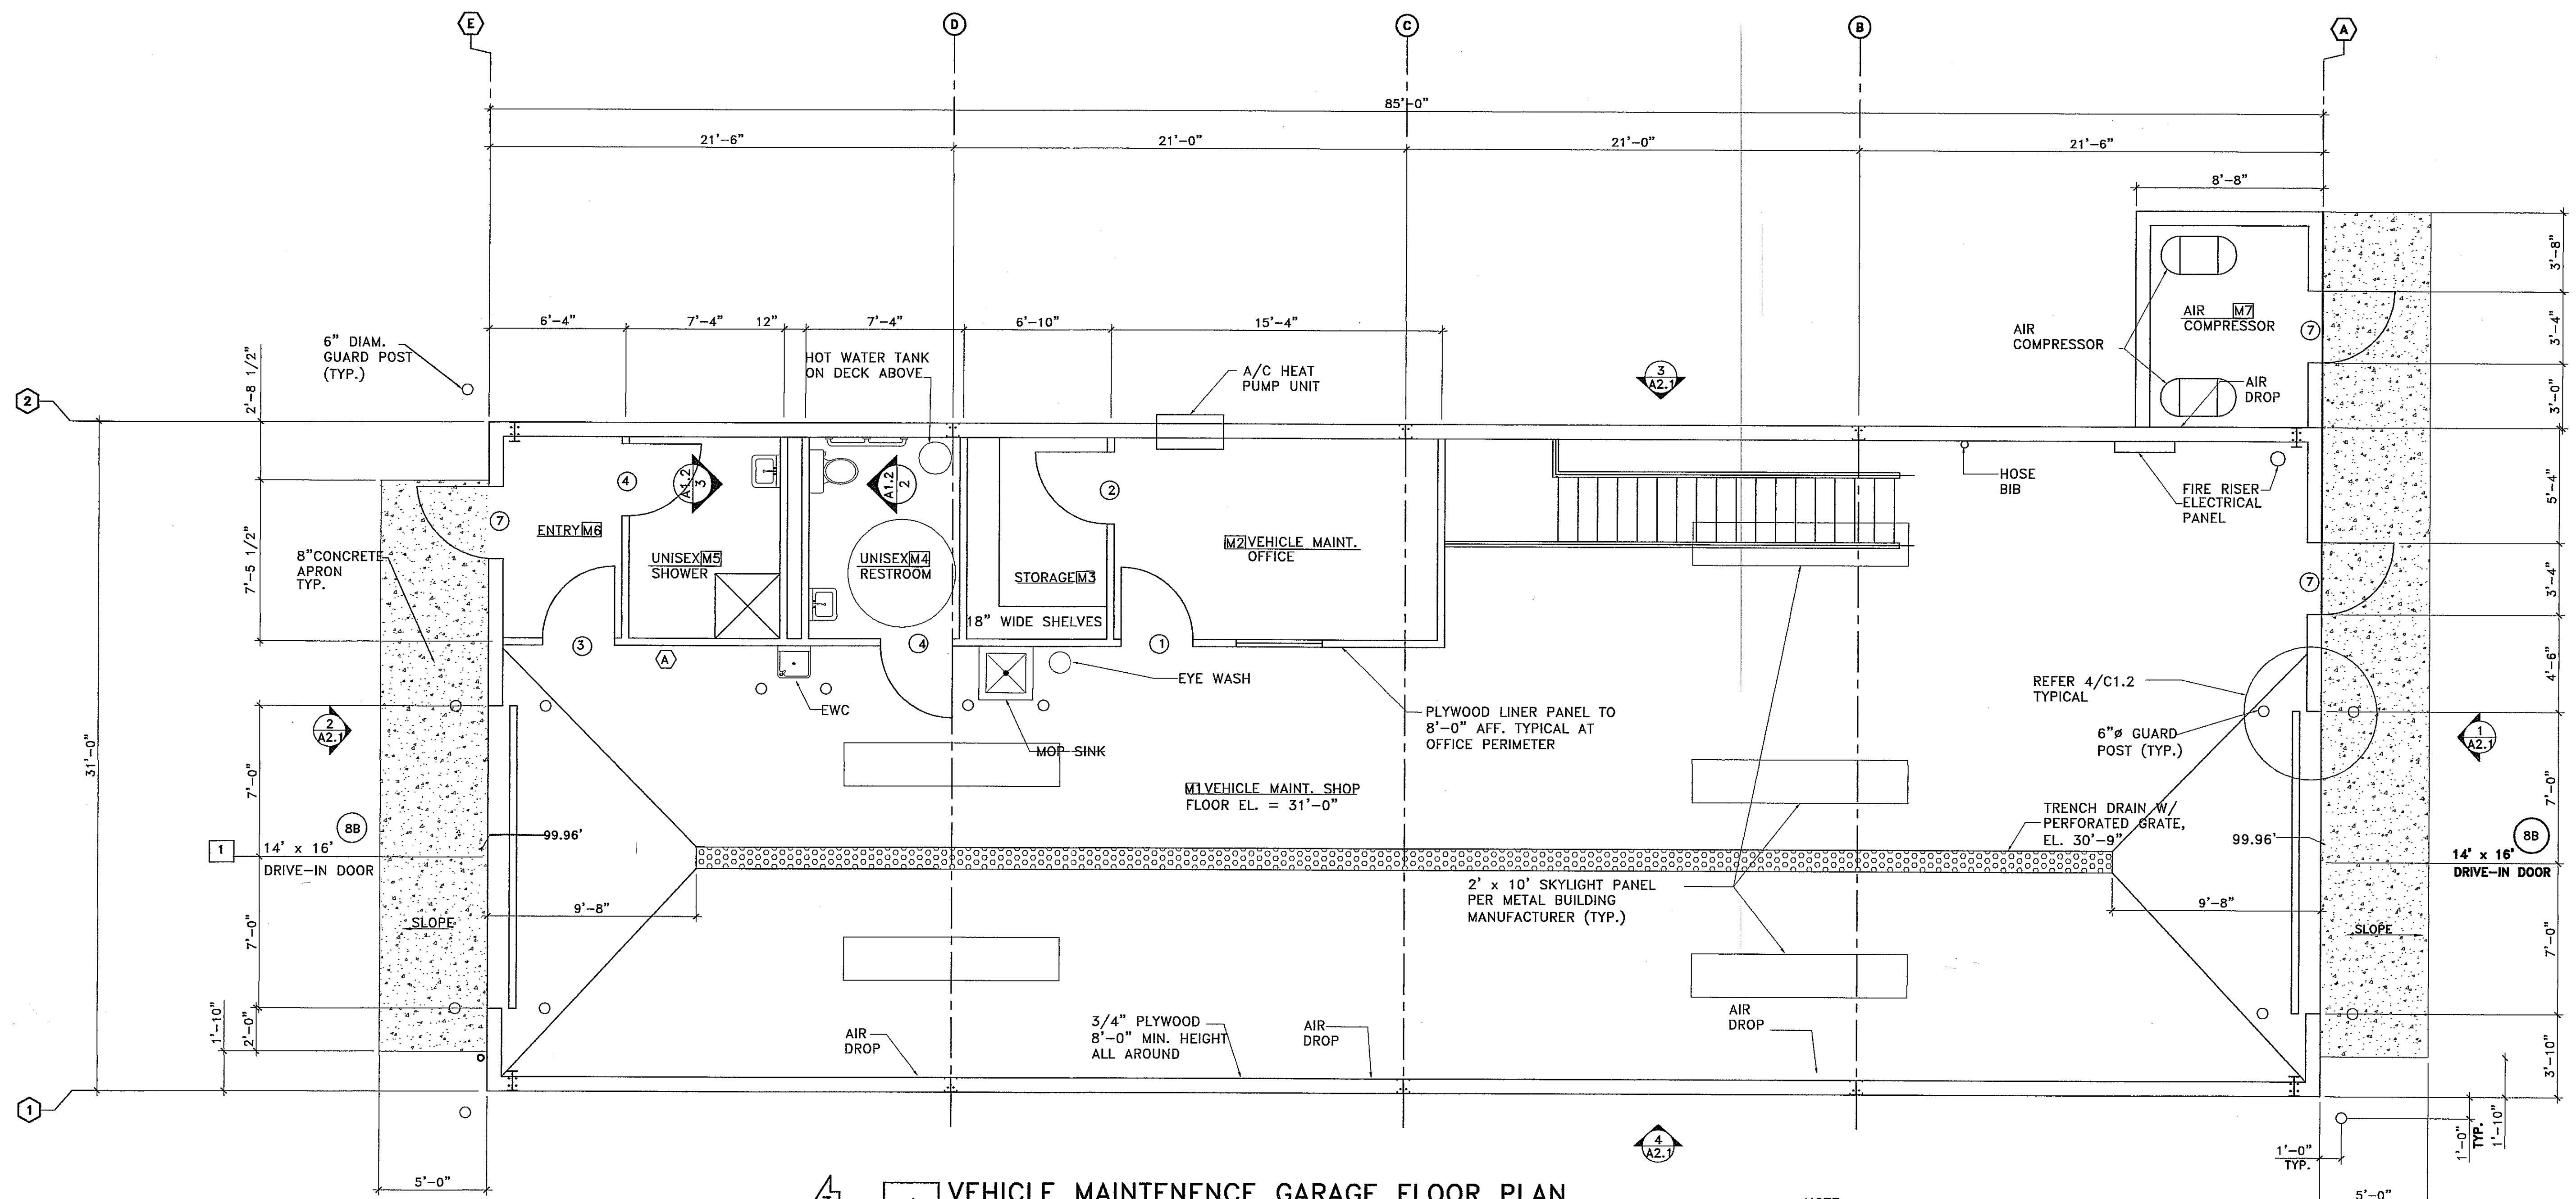 E
D
C
B
A
85'-0"
21'-6"
21'-0"
21'-0"
21'-6"
8'-8"
6'-4"
7'-4"
12"
7'-4"
6'-10"
15'-4"
6" DIAM.
GUARD POST
(TYP.)
HOT WATER TANK
ON DECK ABOVE
A/C HEAT
PUMP UNIT
3
A2.1
AIR
COMPRESSOR
AIR M7
COMPRESSOR
7
AIR
DROP
3'-8"
3'-4"
3'-0"
2
2'-8 1/2"
4
A1.2
3
A1.2
2
2
HOSE
BIB
FIRE RISER
ELECTRICAL
PANEL
5'-4"
7
ENTRY M6
UNISEX M5
SHOWER
UNISEX M4
RESTROOM
STORAGE M3
M2 VEHICLE MAINT.
OFFICE
8"CONCRETE
APRON
TYP.
7'-5 1/2"
7
3'-4"
18" WIDE SHELVES
3
A
4
1
EYE WASH
EWC
MOP SINK
PLYWOOD LINER PANEL TO
8'-0" AFF. TYPICAL AT
OFFICE PERIMETER
REFER 4/C1.2
TYPICAL
6"ø GUARD
POST (TYP.)
4'-6"
2
A2.1
1
A2.1
31'-0"
7'-0"
M1 VEHICLE MAINT. SHOP
FLOOR EL. = 31'-0"
TRENCH DRAIN W/
PERFORATED GRATE,
EL. 30'-9"
7'-0"
8B
99.96'
99.96'
8B
1
14' x 16'
DRIVE-IN DOOR
14' x 16'
DRIVE-IN DOOR
2' x 10' SKYLIGHT PANEL
PER METAL BUILDING
MANUFACTURER (TYP.)
9'-8"
9'-8"
SLOPE
SLOPE
7'-0"
7'-0"
1'-10"
2'-0"
AIR
DROP
3/4" PLYWOOD
8'-0" MIN. HEIGHT
ALL AROUND
AIR
DROP
AIR
DROP
3'-10"
1
4
A2.1
1'-0"
TYP.
1'-0"
TYP.
1'-10"
5'-0"
5'-0"
VEHICLE MAINTENENCE GARAGE FLOOR PLAN